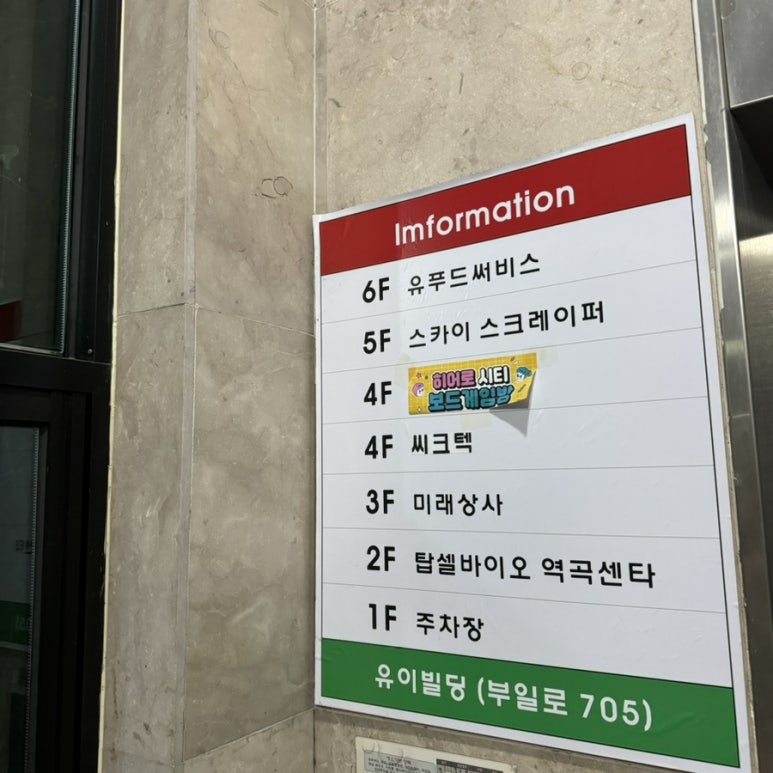 Imformation
6F 유푸드써비스
5F 스카이 스크레이퍼
4F 히어로 시티
보드게임방
4F 씨크텍
3F 미래상사
2F 탑셀바이오 역곡센타
1F 주차장
유이빌딩 (부일로 705)